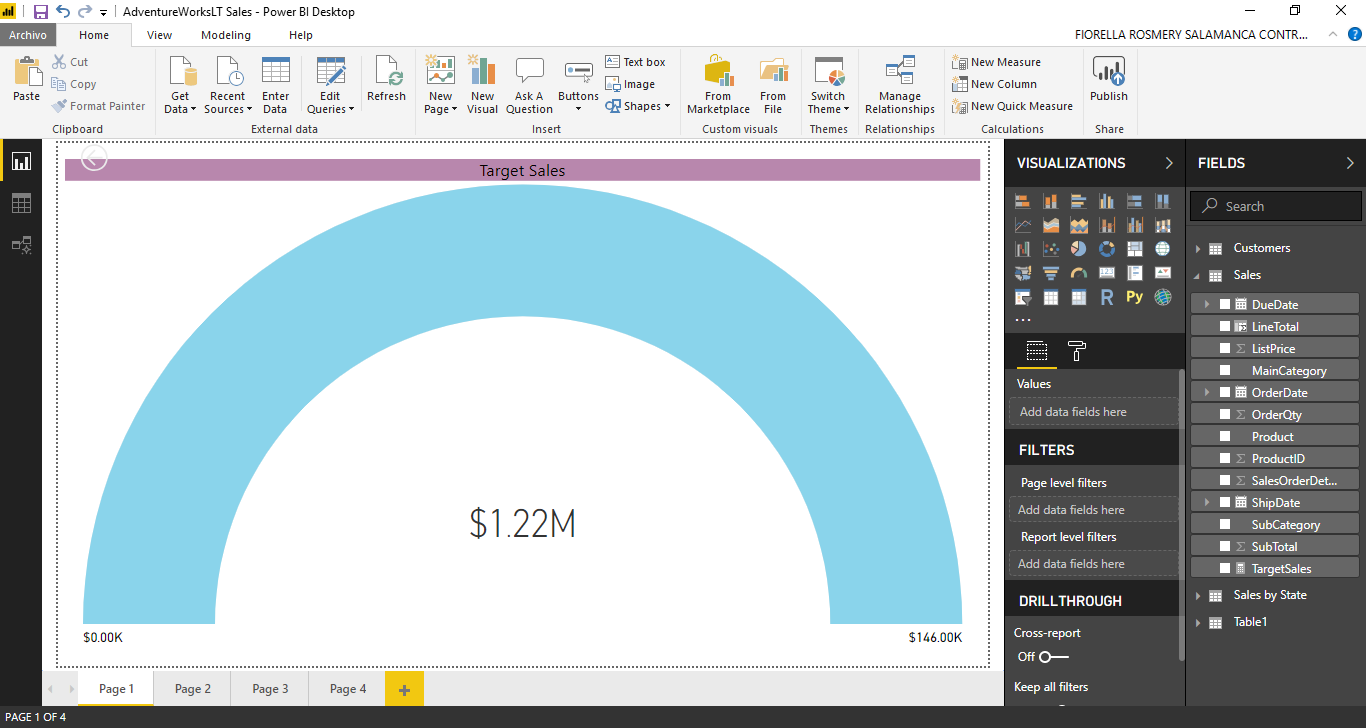 AdventureWorksLT Sales - Power BI Desktop
Archivo Home View Modeling Help FIORELLA ROSMERY SALAMANCA CONTR... ?
Paste
Cut
Copy
Format Painter
Clipboard
Get Data
Recent Sources
Enter Data
Edit Queries
Refresh
External data
New Page
New Visual
Ask A Question
Buttons
Text box
Image
Shapes
Insert
From Marketplace
From File
Custom visuals
Switch Theme
Themes
Manage Relationships
Relationships
New Measure
New Column
New Quick Measure
Calculations
Publish
Share
Target Sales
$1.22M
$0.00K
$146.00K
VISUALIZATIONS
R
Py
...
Values
Add data fields here
FILTERS
Page level filters
Add data fields here
Report level filters
Add data fields here
DRILLTHROUGH
Cross-report
Off
Keep all filters
FIELDS
Search
Customers
Sales
DueDate
LineTotal
ListPrice
MainCategory
OrderDate
OrderQty
Product
ProductID
SalesOrderDet...
ShipDate
SubCategory
SubTotal
TargetSales
Sales by State
Table1
Page 1 Page 2 Page 3 Page 4 +
PAGE 1 OF 4